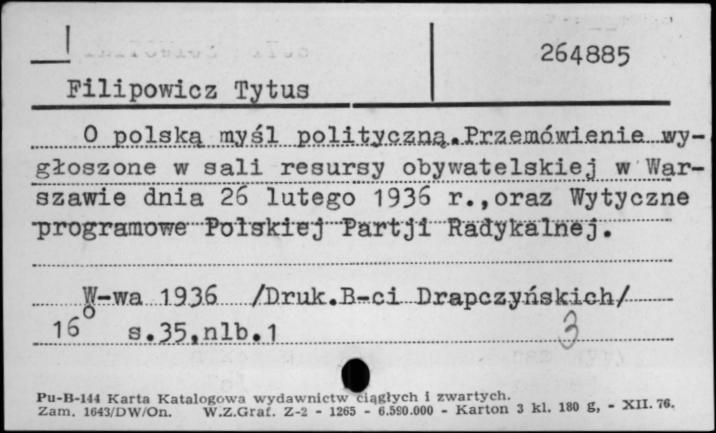 264885
Filipowicz Tytus
O polską myśl polityczną.Przemówienie wy-
głoszone w sali resursy obywatelskiej w War-
szawie dnia 26 lutego 1936 r.,oraz Wytyczne
programowe Polskiej Partji Radykalnej.
W-wa 1936 /Druk.B-ci Drapczyńskich/
16° s.35,nlb.1 3
Pu-B-144 Karta Katalogowa wydawnictw ciągłych i zwartych.
Zam. 1643/DW/On. W.Z.Graf. Z-2 - 1265 - 6.590.000 - Karton 3 kl. 180 g, - XII. 76.